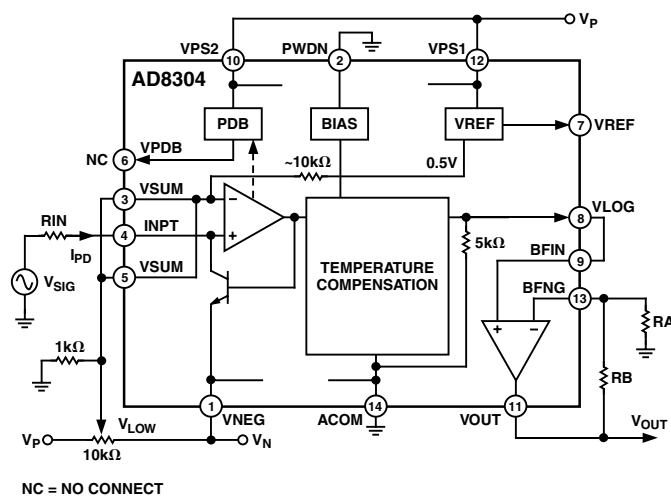 V_P
VPS2
PWDN
VPS1
10
2
12
AD8304
PDB
BIAS
VREF
7
VREF
NC
6
VPDB
~10kΩ
0.5V
3
VSUM
−
VLOG
8
RIN
4
INPT
+
I_PD
5kΩ
BFIN
9
V_SIG
5
VSUM
TEMPERATURE
COMPENSATION
BFNG
13
+
−
RA
1kΩ
RB
V_LOW
1
VNEG
ACOM
14
VOUT
11
V_OUT
V_P
10kΩ
V_N
NC = NO CONNECT